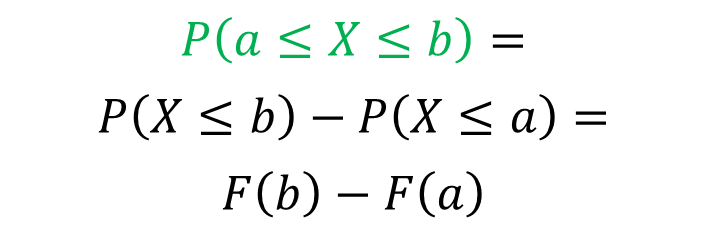 P(a ≤ X ≤ b) =
P(X ≤ b) − P(X ≤ a) =
F(b) − F(a)